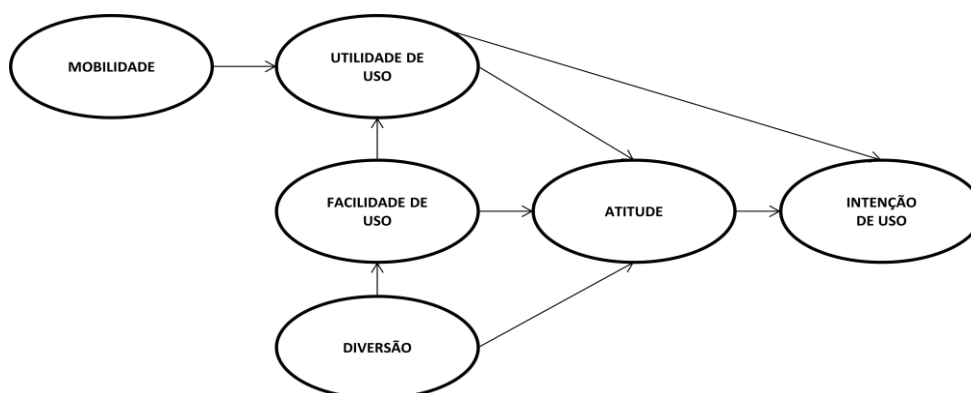 MOBILIDADE
UTILIDADE DE
USO
FACILIDADE DE
USO
ATITUDE
INTENÇÃO
DE USO
DIVERSÃO